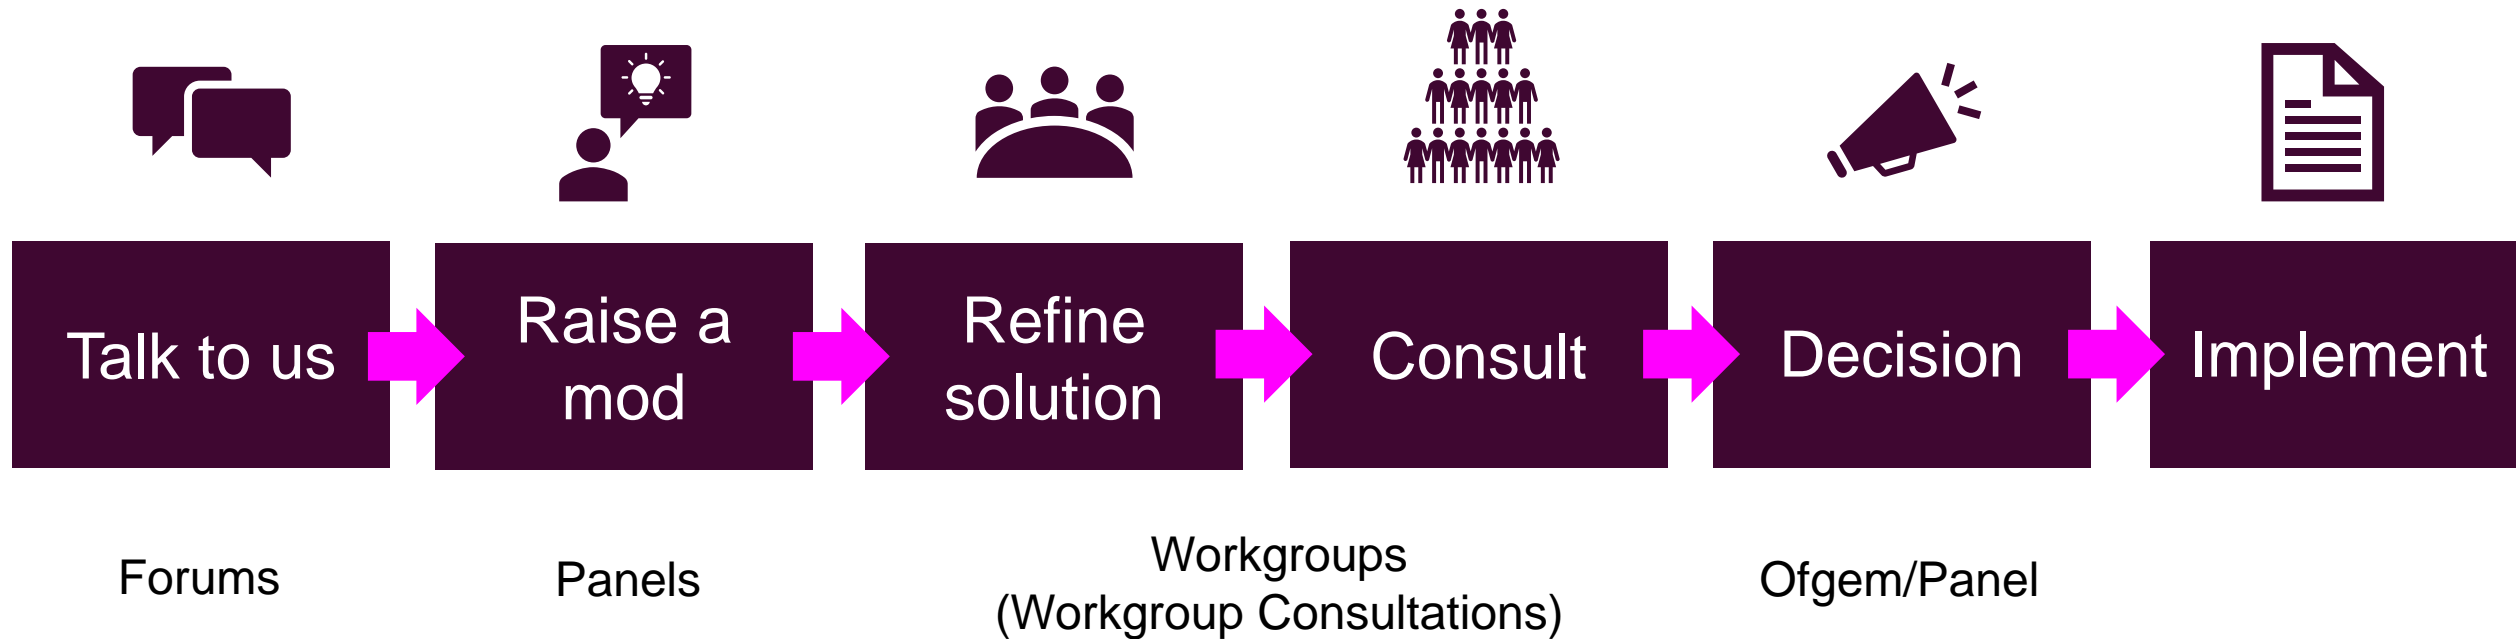 Talk to us
Raise a
mod
Refine
solution
Consult
Decision
Implement
Forums
Panels
Workgroups
(Workgroup Consultations)
Ofgem/Panel